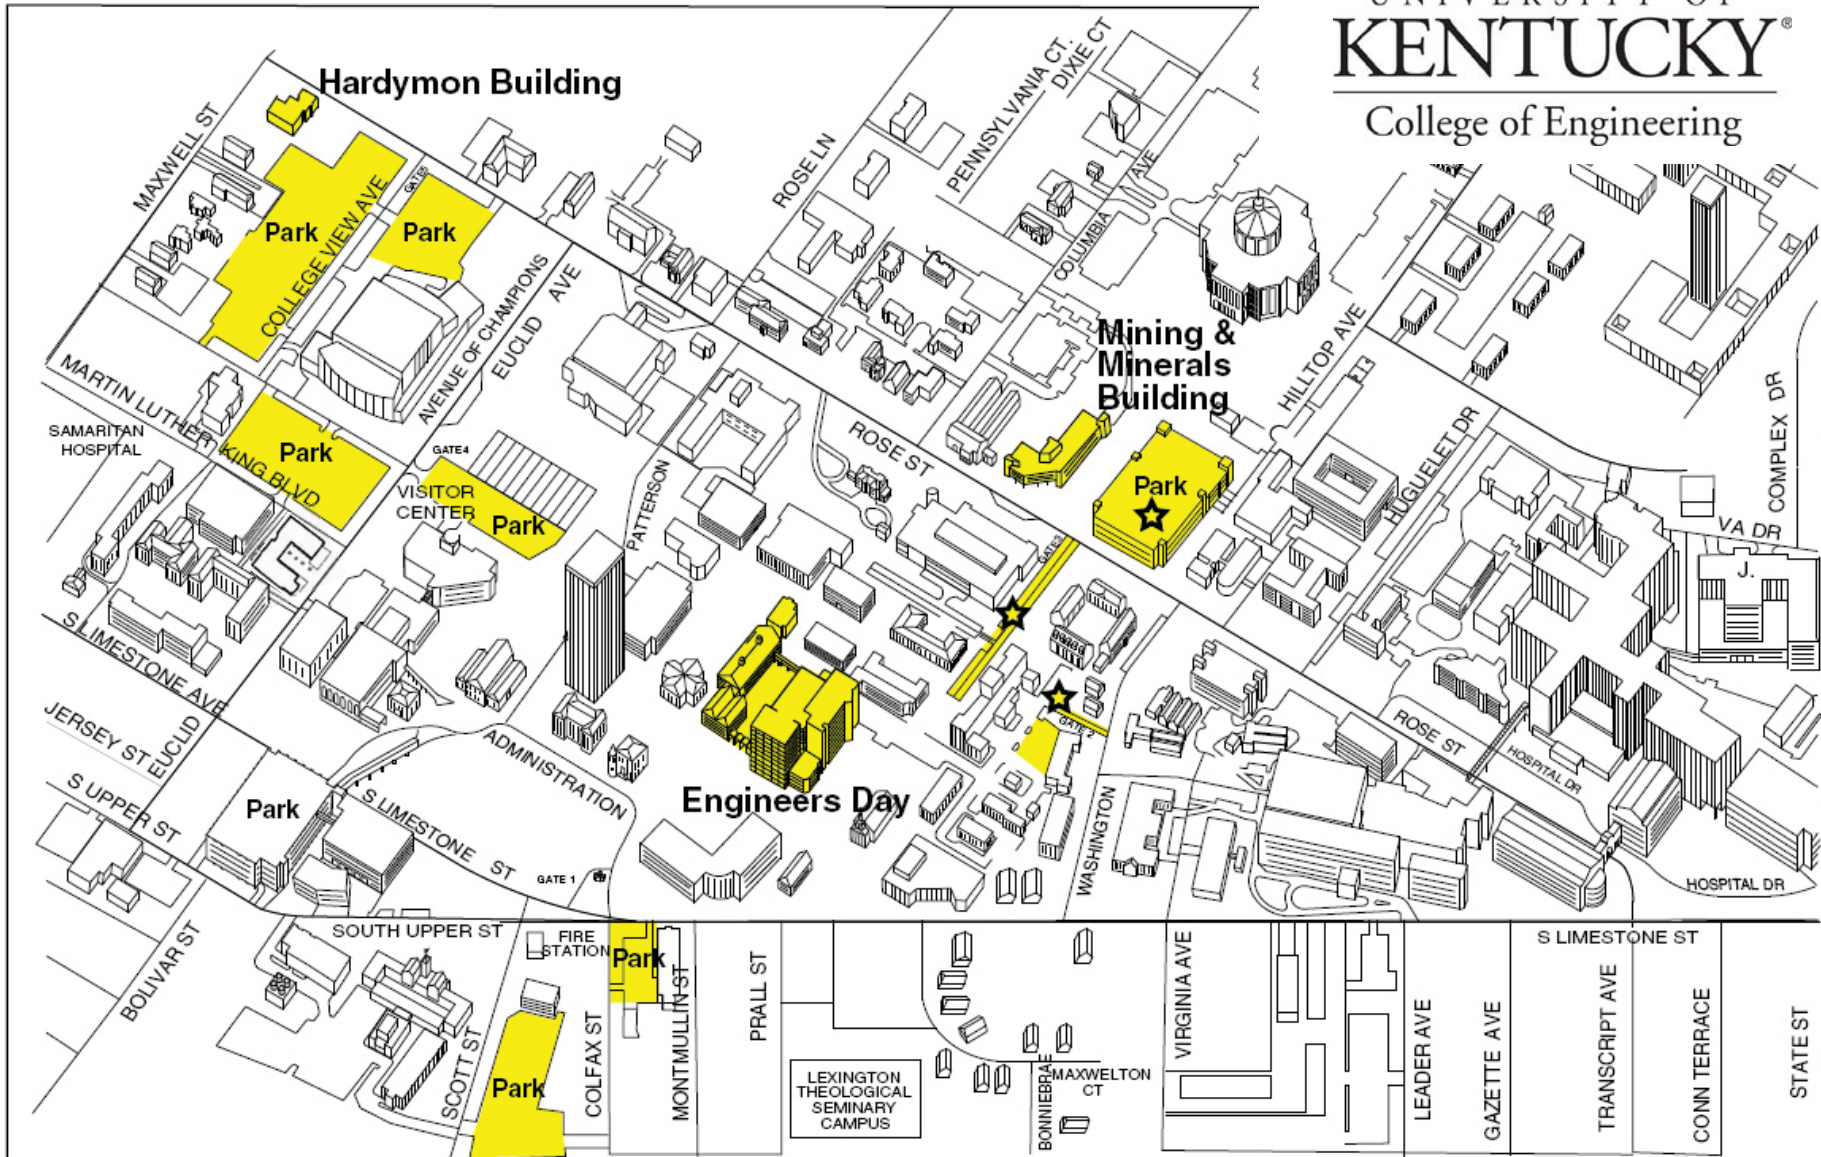 UNIVERSITY OF
KENTUCKY®
College of Engineering
Hardymon Building
MAXWELL ST
Park
COLLEGE VIEW AVE
GATE5
Park
ROSE LN
PENNSYLVANIA CT.
DIXIE CT
COLUMBIA AVE
AVENUE OF CHAMPIONS
EUCLID AVE
Mining &
Minerals
Building
HILLTOP AVE
MARTIN LUTHER KING BLVD
SAMARITAN
HOSPITAL
Park
GATE4
VISITOR
CENTER
Park
PATTERSON
ROSE ST
Park
HUGUELET DR
COMPLEX DR
VA DR
J.
GATE3
S LIMESTONE AVE
JERSEY ST
EUCLID
S UPPER ST
Park
S LIMESTONE ST
ADMINISTRATION
Engineers Day
GATE 2
ROSE ST
HOSPITAL DR
WASHINGTON
HOSPITAL DR
GATE 1
BOLIVAR ST
SOUTH UPPER ST
FIRE
STATION
Park
S LIMESTONE ST
SCOTT ST
Park
COLFAX ST
MONTMULLIN ST
PRALL ST
LEXINGTON
THEOLOGICAL
SEMINARY
CAMPUS
BONNIEBRAE
MAXWELTON
CT
VIRGINIA AVE
LEADER AVE
GAZETTE AVE
TRANSCRIPT AVE
CONN TERRACE
STATE ST